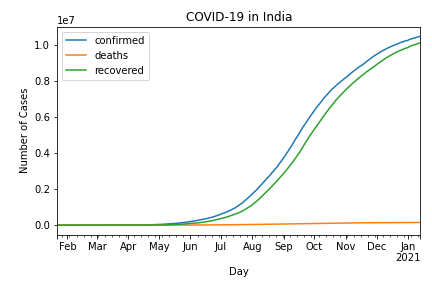 COVID-19 in India
1e7
confirmed
deaths
recovered
1.0
0.8
0.6
0.4
0.2
0.0
Number of Cases
Feb Mar Apr May Jun Jul Aug Sep Oct Nov Dec Jan
2021
Day